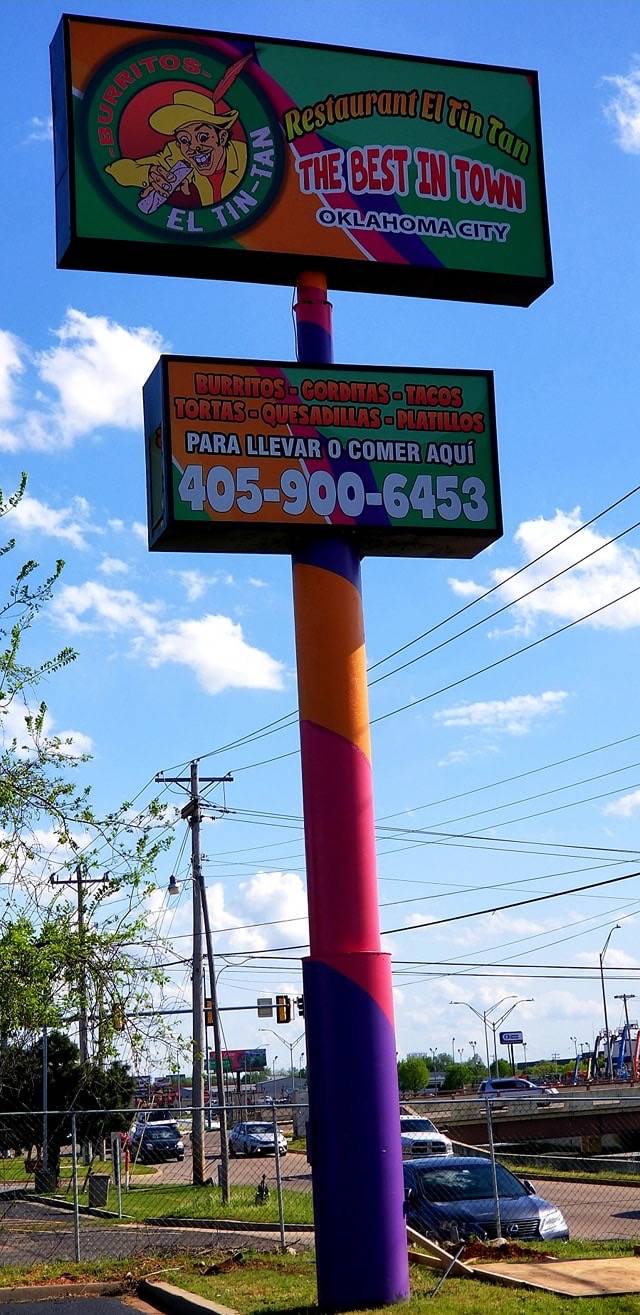 -BURRITOS-
EL TIN-TAN
Restaurant El Tin Tan
THE BEST IN TOWN
OKLAHOMA CITY
BURRITOS - GORDITAS - TACOS
TORTAS - QUESADILLAS - PLATILLOS
PARA LLEVAR O COMER AQUÍ
405-900-6453